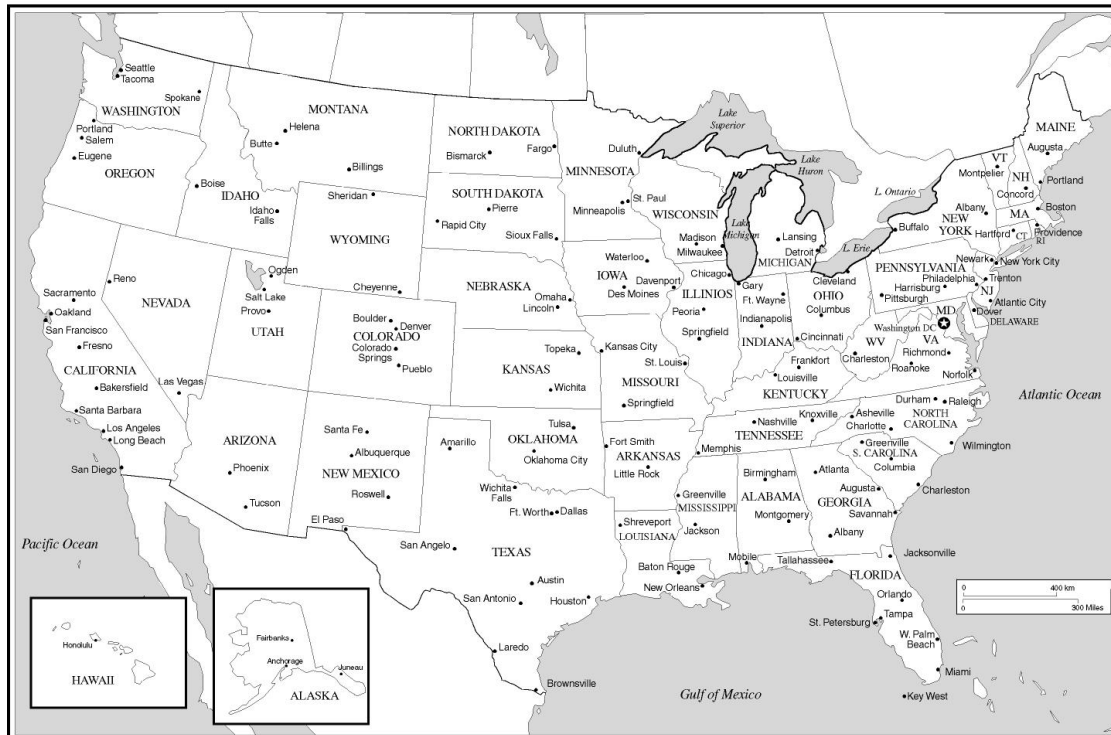 Seattle
Tacoma
Spokane
WASHINGTON
Portland
Salem
Eugene
OREGON
Boise
IDAHO
Idaho
Falls
MONTANA
Helena
Butte
Billings
Sheridan
WYOMING
Cheyenne
NORTH DAKOTA
Bismarck
Fargo
SOUTH DAKOTA
Pierre
Rapid City
Sioux Falls
Duluth
MINNESOTA
Minneapolis
St. Paul
Lake
Superior
Lake
Huron
Lake
Michigan
L. Ontario
L. Erie
WISCONSIN
Madison
Milwaukee
Lansing
Detroit
MICHIGAN
MAINE
Augusta
VT
Montpelier
NH
Concord
Portland
Albany
NEW
YORK
Buffalo
MA
Boston
Hartford
CT
Providence
RI
Newark
New York City
PENNSYLVANIA
Philadelphia
Harrisburg
Pittsburgh
Trenton
NJ
Atlantic City
MD
Dover
DELAWARE
Washington DC
WV
VA
Charleston
Richmond
Roanoke
Norfolk
Reno
NEVADA
Las Vegas
Sacramento
Oakland
San Francisco
Fresno
CALIFORNIA
Bakersfield
Santa Barbara
Los Angeles
Long Beach
San Diego
Ogden
Salt Lake
Provo
UTAH
Boulder
Denver
COLORADO
Colorado
Springs
Pueblo
NEBRASKA
Omaha
Lincoln
Waterloo
IOWA
Des Moines
Davenport
Chicago
ILLINIOS
Peoria
Springfield
Gary
Ft. Wayne
Indianapolis
INDIANA
Cleveland
OHIO
Columbus
Cincinnati
Topeka
KANSAS
Wichita
Kansas City
St. Louis
MISSOURI
Springfield
Frankfort
Louisville
KENTUCKY
ARIZONA
Phoenix
Tucson
Santa Fe
Albuquerque
NEW MEXICO
Roswell
El Paso
Amarillo
Tulsa
OKLAHOMA
Oklahoma City
Fort Smith
ARKANSAS
Little Rock
Memphis
Nashville
Knoxville
TENNESSEE
Asheville
Charlotte
Durham
Raleigh
NORTH
CAROLINA
Wilmington
Greenville
S. CAROLINA
Columbia
Charleston
Wichita
Falls
Ft. Worth
Dallas
San Angelo
TEXAS
Austin
San Antonio
Houston
Laredo
Brownsville
Shreveport
LOUISIANA
Baton Rouge
New Orleans
Greenville
MISSISSIPPI
Jackson
Birmingham
ALABAMA
Montgomery
Mobile
Atlanta
Augusta
GEORGIA
Savannah
Albany
Tallahassee
Jacksonville
FLORIDA
Orlando
Tampa
St. Petersburg
W. Palm
Beach
Miami
Key West
Pacific Ocean
Atlantic Ocean
Gulf of Mexico
0 400 km
0 300 Miles
Honolulu
HAWAII
Fairbanks
Anchorage
Juneau
ALASKA